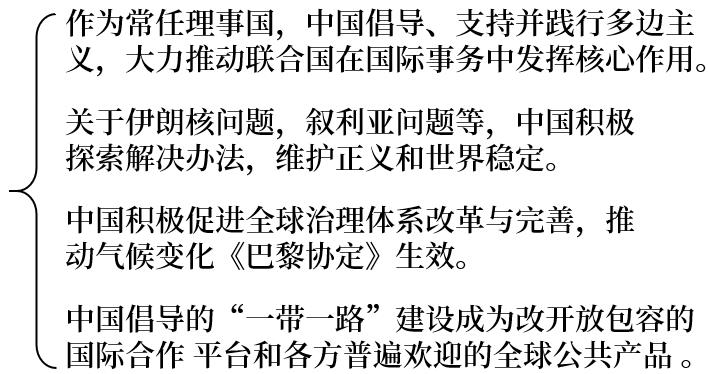 作为常任理事国，中国倡导、支持并践行多边主
义，大力推动联合国在国际事务中发挥核心作用。
关于伊朗核问题，叙利亚问题等，中国积极
探索解决办法，维护正义和世界稳定。
中国积极促进全球治理体系改革与完善，推
动气候变化《巴黎协定》生效。
中国倡导的“一带一路”建设成为改开放包容的
国际合作 平台和各方普遍欢迎的全球公共产品 。